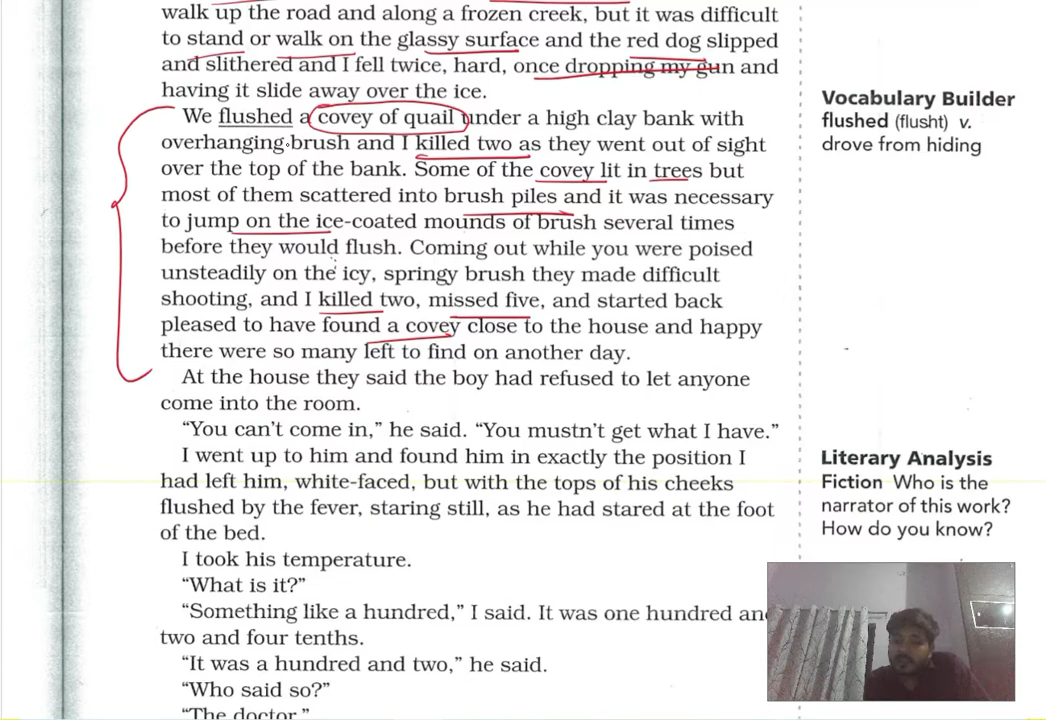 walk up the road and along a frozen creek, but it was difficult
to stand or walk on the glassy surface and the red dog slipped
and slithered and I fell twice, hard, once dropping my gun and
having it slide away over the ice.
We flushed a covey of quail under a high clay bank with
overhanging brush and I killed two as they went out of sight
over the top of the bank. Some of the covey lit in trees but
most of them scattered into brush piles and it was necessary
to jump on the ice-coated mounds of brush several times
before they would flush. Coming out while you were poised
unsteadily on the icy, springy brush they made difficult
shooting, and I killed two, missed five, and started back
pleased to have found a covey close to the house and happy
there were so many left to find on another day.
At the house they said the boy had refused to let anyone
come into the room.
“You can’t come in,” he said. “You mustn’t get what I have.”
I went up to him and found him in exactly the position I
had left him, white-faced, but with the tops of his cheeks
flushed by the fever, staring still, as he had stared at the foot
of the bed.
I took his temperature.
“What is it?”
“Something like a hundred,” I said. It was one hundred an
two and four tenths.
“It was a hundred and two,” he said.
“Who said so?”
“The doctor.”
Vocabulary Builder
flushed (flusht) v.
drove from hiding
Literary Analysis
Fiction Who is the
narrator of this work?
How do you know?